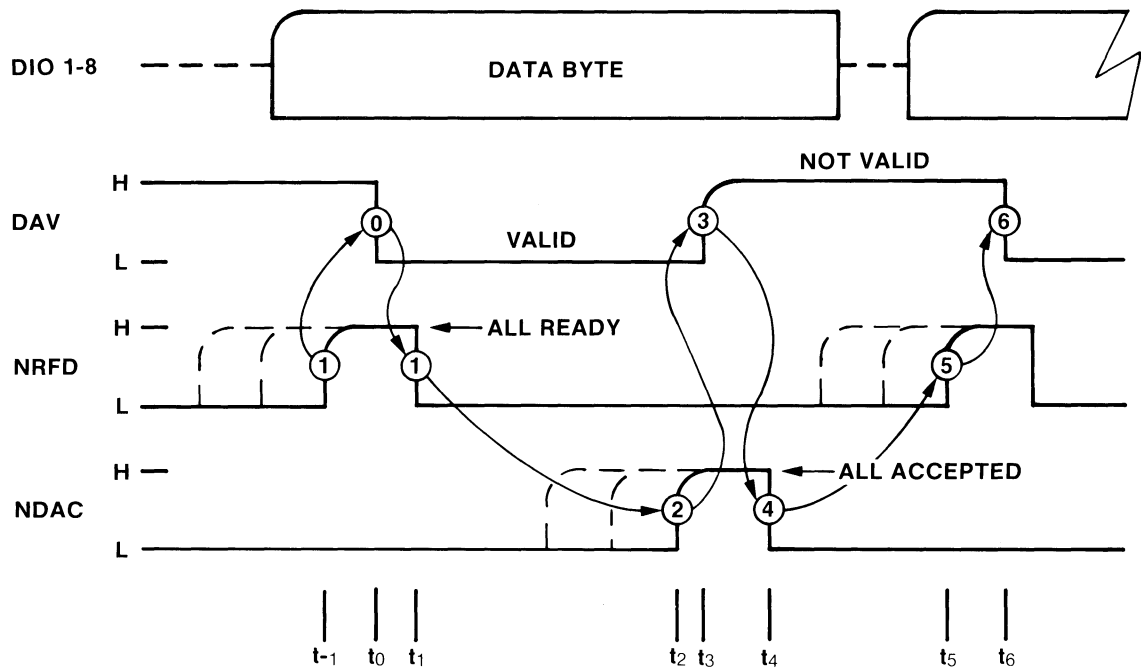 DIO 1-8
DATA BYTE
NOT VALID
H
DAV
0
3
6
VALID
L
H
ALL READY
NRFD
1
1
5
L
H
ALL ACCEPTED
NDAC
2
4
L
t-1 t0 t1 t2 t3 t4 t5 t6